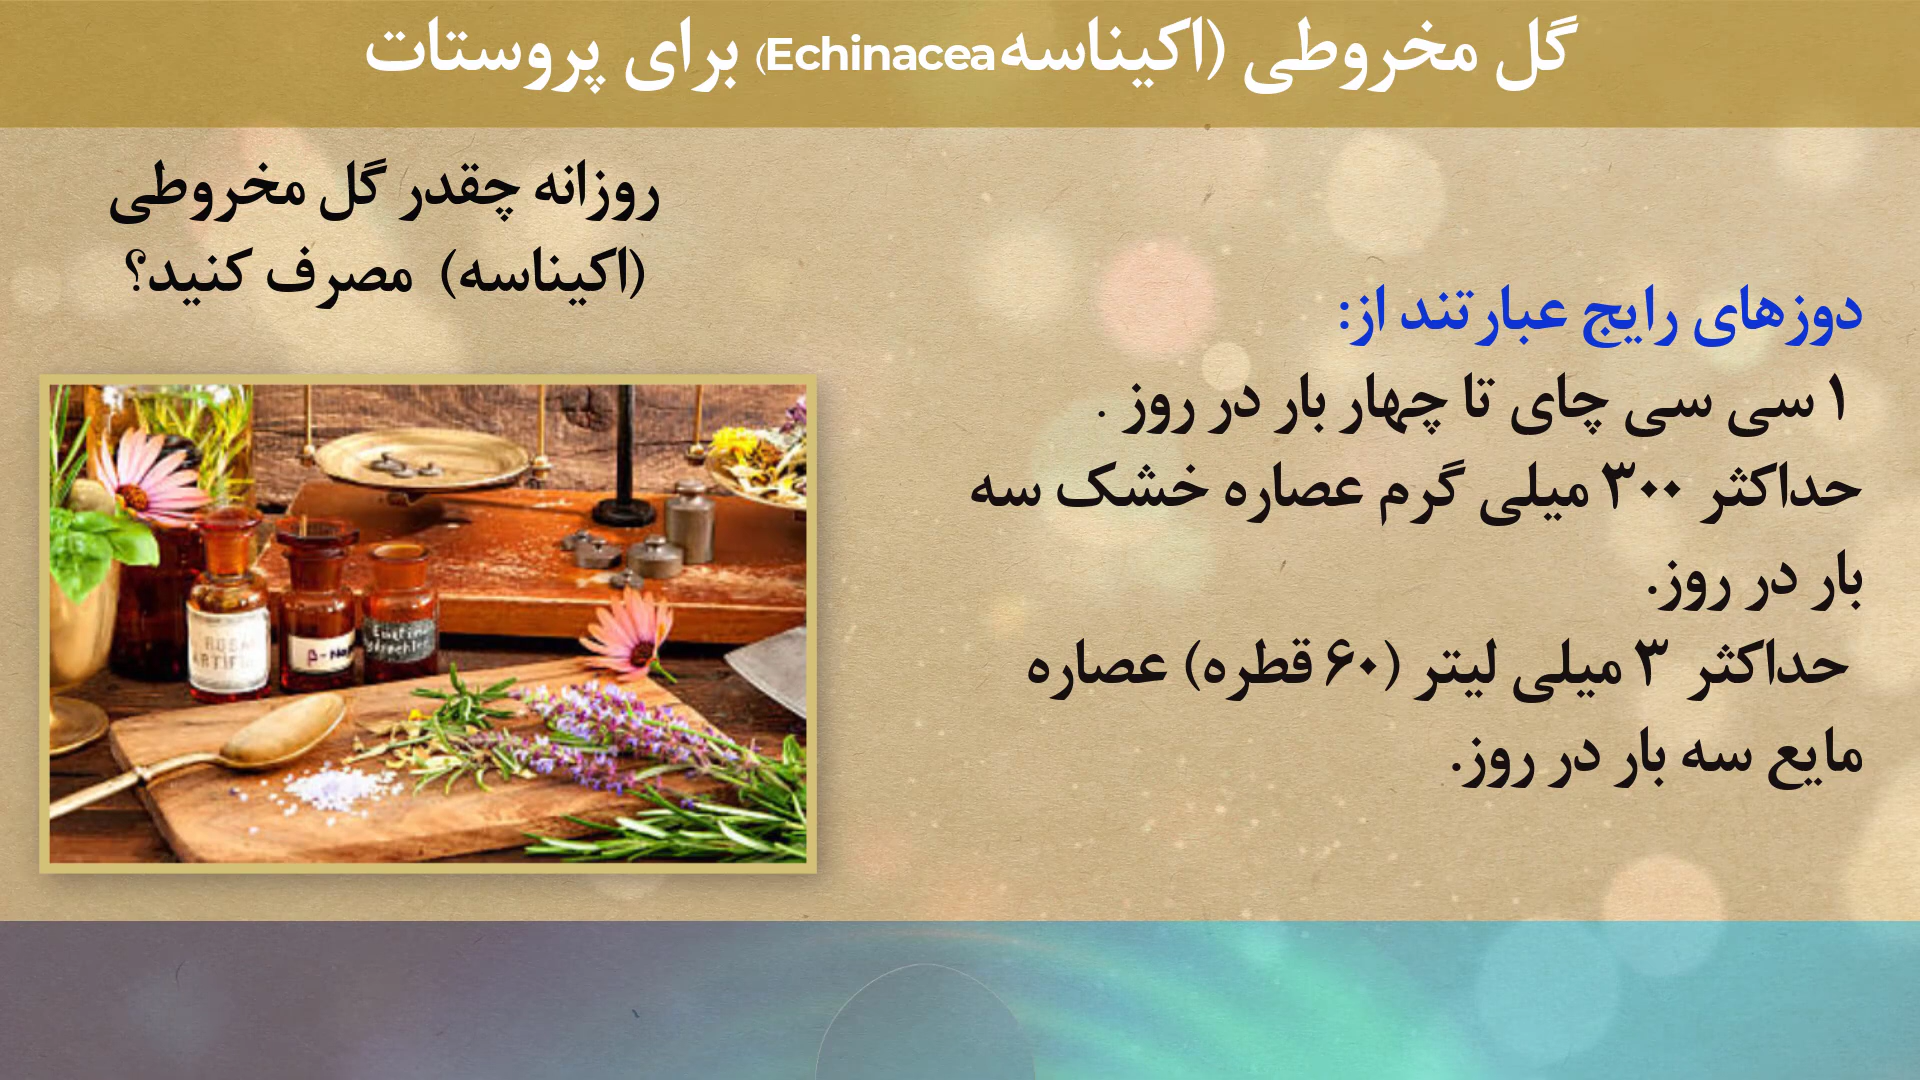 گل مخروطی (اکیناسه Echinacea) برای پروستات
روزانه چقدر گل مخروطی
(اکیناسه) مصرف کنید؟
دوزهای رایج عبارتند از:
۱ سی سی چای تا چهار بار در روز .
حداکثر ۳۰۰ میلی گرم عصاره خشک سه
بار در روز.
حداکثر ۳ میلی لیتر (۶۰ قطره) عصاره
مایع سه بار در روز.